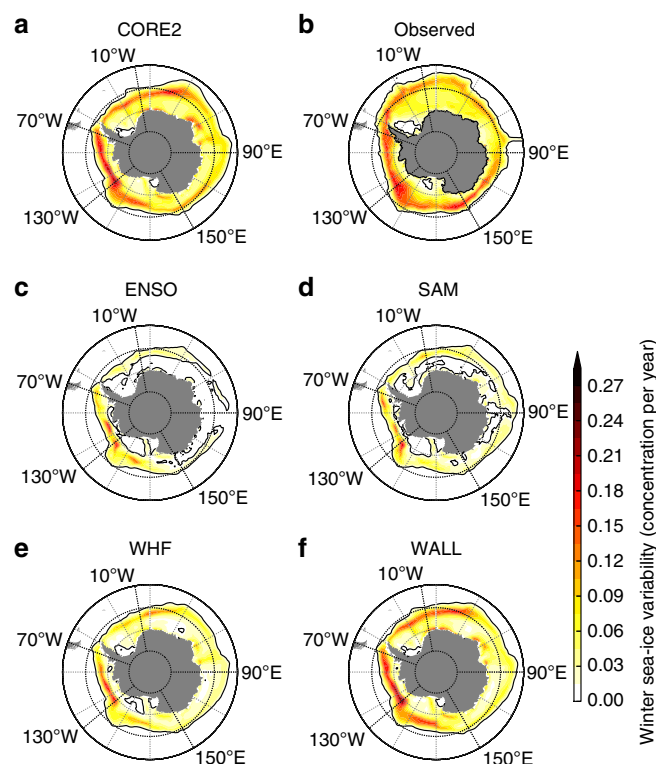 a CORE2
b Observed
10°W
10°W
70°W
90°E
70°W
90°E
130°W
150°E
130°W
150°E
c ENSO
d SAM
10°W
10°W
70°W
90°E
70°W
90°E
130°W
150°E
130°W
150°E
e WHF
f WALL
10°W
10°W
70°W
90°E
70°W
90°E
130°W
150°E
130°W
150°E
0.27
0.24
0.21
0.18
0.15
0.12
0.09
0.06
0.03
0.00
Winter sea-ice variability (concentration per year)